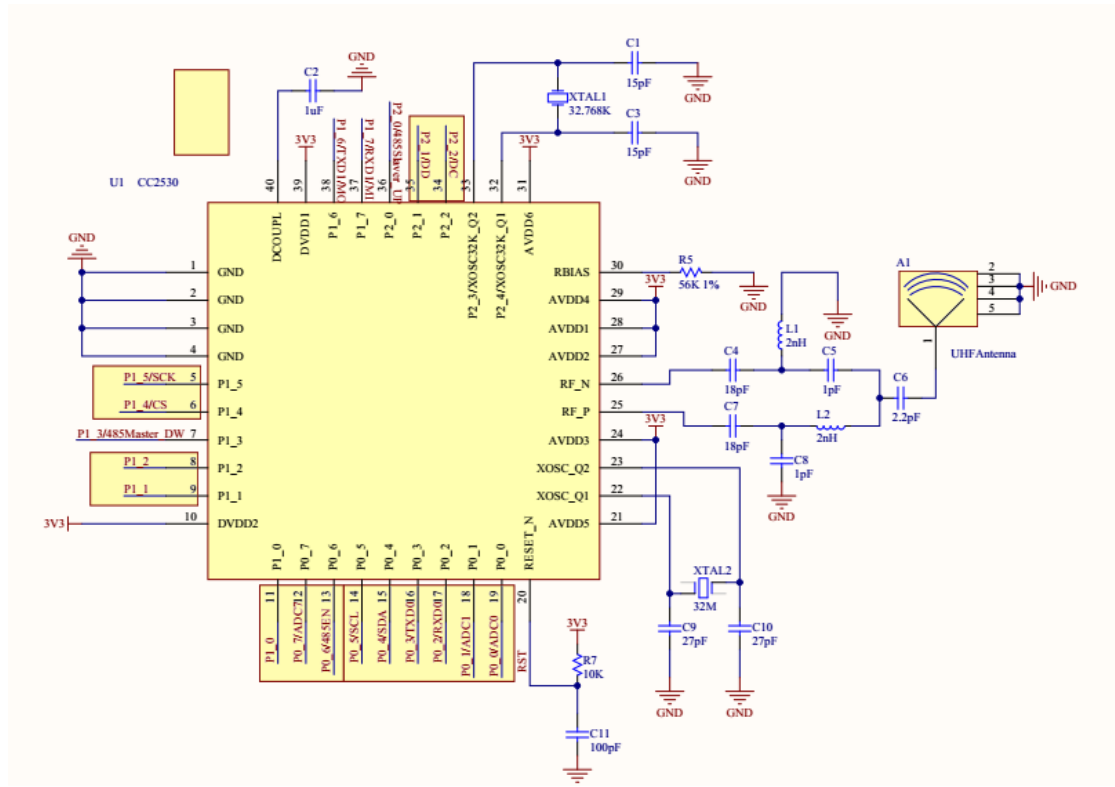 GND
C2
1uF
C1
15pF
GND
XTAL1
32.768K
C3
15pF
GND
3V3
3V3
P1_6/TXD1/MO
P1_7/RXD1/MI
P2_0/485Slaver_UP
P2_1/DD
P2_2/DC
U1 CC2530
40
39
38
37
36
35
34
33
32
31
DCOUPL
DVDD1
P1_6
P1_7
P2_0
P2_1
P2_2
P2_3/XOSC32K_Q2
P2_4/XOSC32K_Q1
AVDD6
GND
1 GND
2 GND
3 GND
4 GND
P1_5/SCK 5 P1_5
P1_4/CS 6 P1_4
P1_3/485Master_DW 7 P1_3
P1_2 8 P1_2
P1_1 9 P1_1
3V3 10 DVDD2
RBIAS 30
AVDD4 29
AVDD1 28
AVDD2 27
RF_N 26
RF_P 25
AVDD3 24
XOSC_Q2 23
XOSC_Q1 22
AVDD5 21
R5
56K 1%
GND
3V3
3V3
L1
2nH
GND
C4
18pF
C5
1pF
C7
18pF
L2
2nH
C8
1pF
GND
C6
2.2pF
A1
2
3
4
5
GND
1
UHFAntenna
P1_0
P0_7
P0_6
P0_5
P0_4
P0_3
P0_2
P0_1
P0_0
RESET_N
P1_0 11
P0_7/ADC7 12
P0_6/485EN 13
P0_5/SCL 14
P0_4/SDA 15
P0_3/TXD0 16
P0_2/RXD0 17
P0_1/ADC1 18
P0_0/ADC0 19
RST 20
XTAL2
32M
C9
27pF
C10
27pF
GND
GND
3V3
R7
10K
C11
100pF